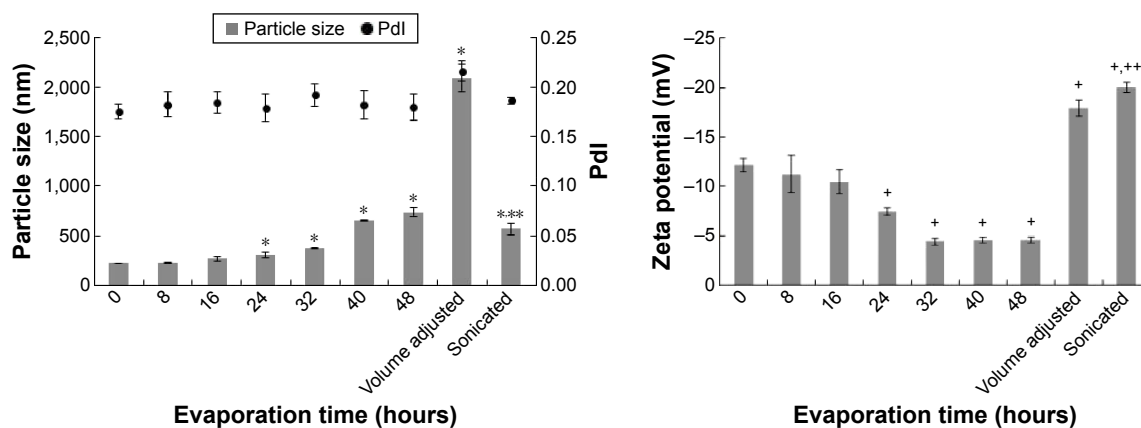 Particle size PdI
2,500
2,000
1,500
1,000
500
0
Particle size (nm)
0.25
0.20
0.15
0.10
0.05
0.00
PdI
* * * * * *,**
0 8 16 24 32 40 48 Volume adjusted Sonicated
Evaporation time (hours)
–25
–20
–15
–10
–5
0
Zeta potential (mV)
+ + + + + +,++
0 8 16 24 32 40 48 Volume adjusted Sonicated
Evaporation time (hours)